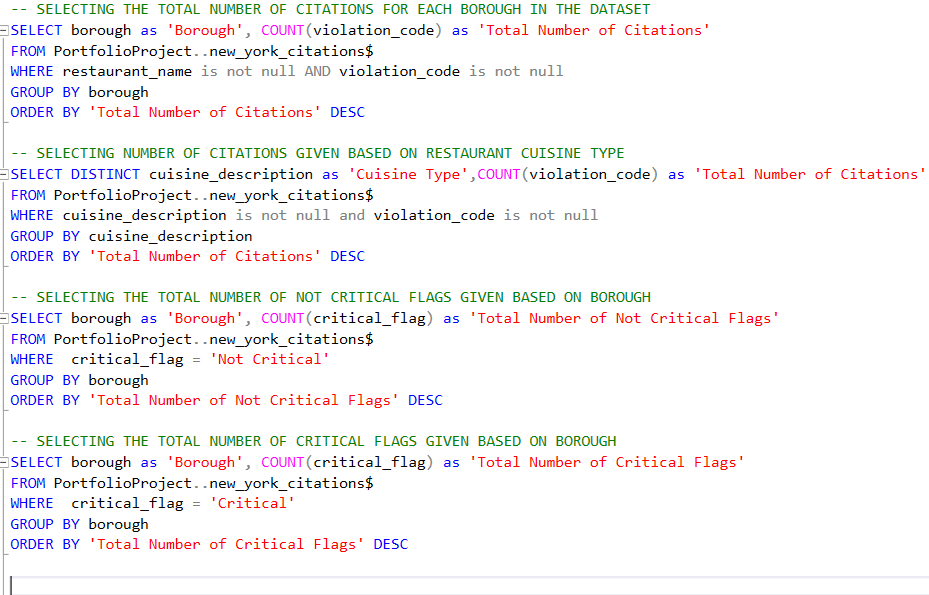 -- SELECTING THE TOTAL NUMBER OF CITATIONS FOR EACH BOROUGH IN THE DATASET
SELECT borough as 'Borough', COUNT(violation_code) as 'Total Number of Citations'
FROM PortfolioProject..new_york_citations$
WHERE restaurant_name is not null AND violation_code is not null
GROUP BY borough
ORDER BY 'Total Number of Citations' DESC
-- SELECTING NUMBER OF CITATIONS GIVEN BASED ON RESTAURANT CUISINE TYPE
SELECT DISTINCT cuisine_description as 'Cuisine Type',COUNT(violation_code) as 'Total Number of Citations'
FROM PortfolioProject..new_york_citations$
WHERE cuisine_description is not null and violation_code is not null
GROUP BY cuisine_description
ORDER BY 'Total Number of Citations' DESC
-- SELECTING THE TOTAL NUMBER OF NOT CRITICAL FLAGS GIVEN BASED ON BOROUGH
SELECT borough as 'Borough', COUNT(critical_flag) as 'Total Number of Not Critical Flags'
FROM PortfolioProject..new_york_citations$
WHERE  critical_flag = 'Not Critical'
GROUP BY borough
ORDER BY 'Total Number of Not Critical Flags' DESC
-- SELECTING THE TOTAL NUMBER OF CRITICAL FLAGS GIVEN BASED ON BOROUGH
SELECT borough as 'Borough', COUNT(critical_flag) as 'Total Number of Critical Flags'
FROM PortfolioProject..new_york_citations$
WHERE  critical_flag = 'Critical'
GROUP BY borough
ORDER BY 'Total Number of Critical Flags' DESC